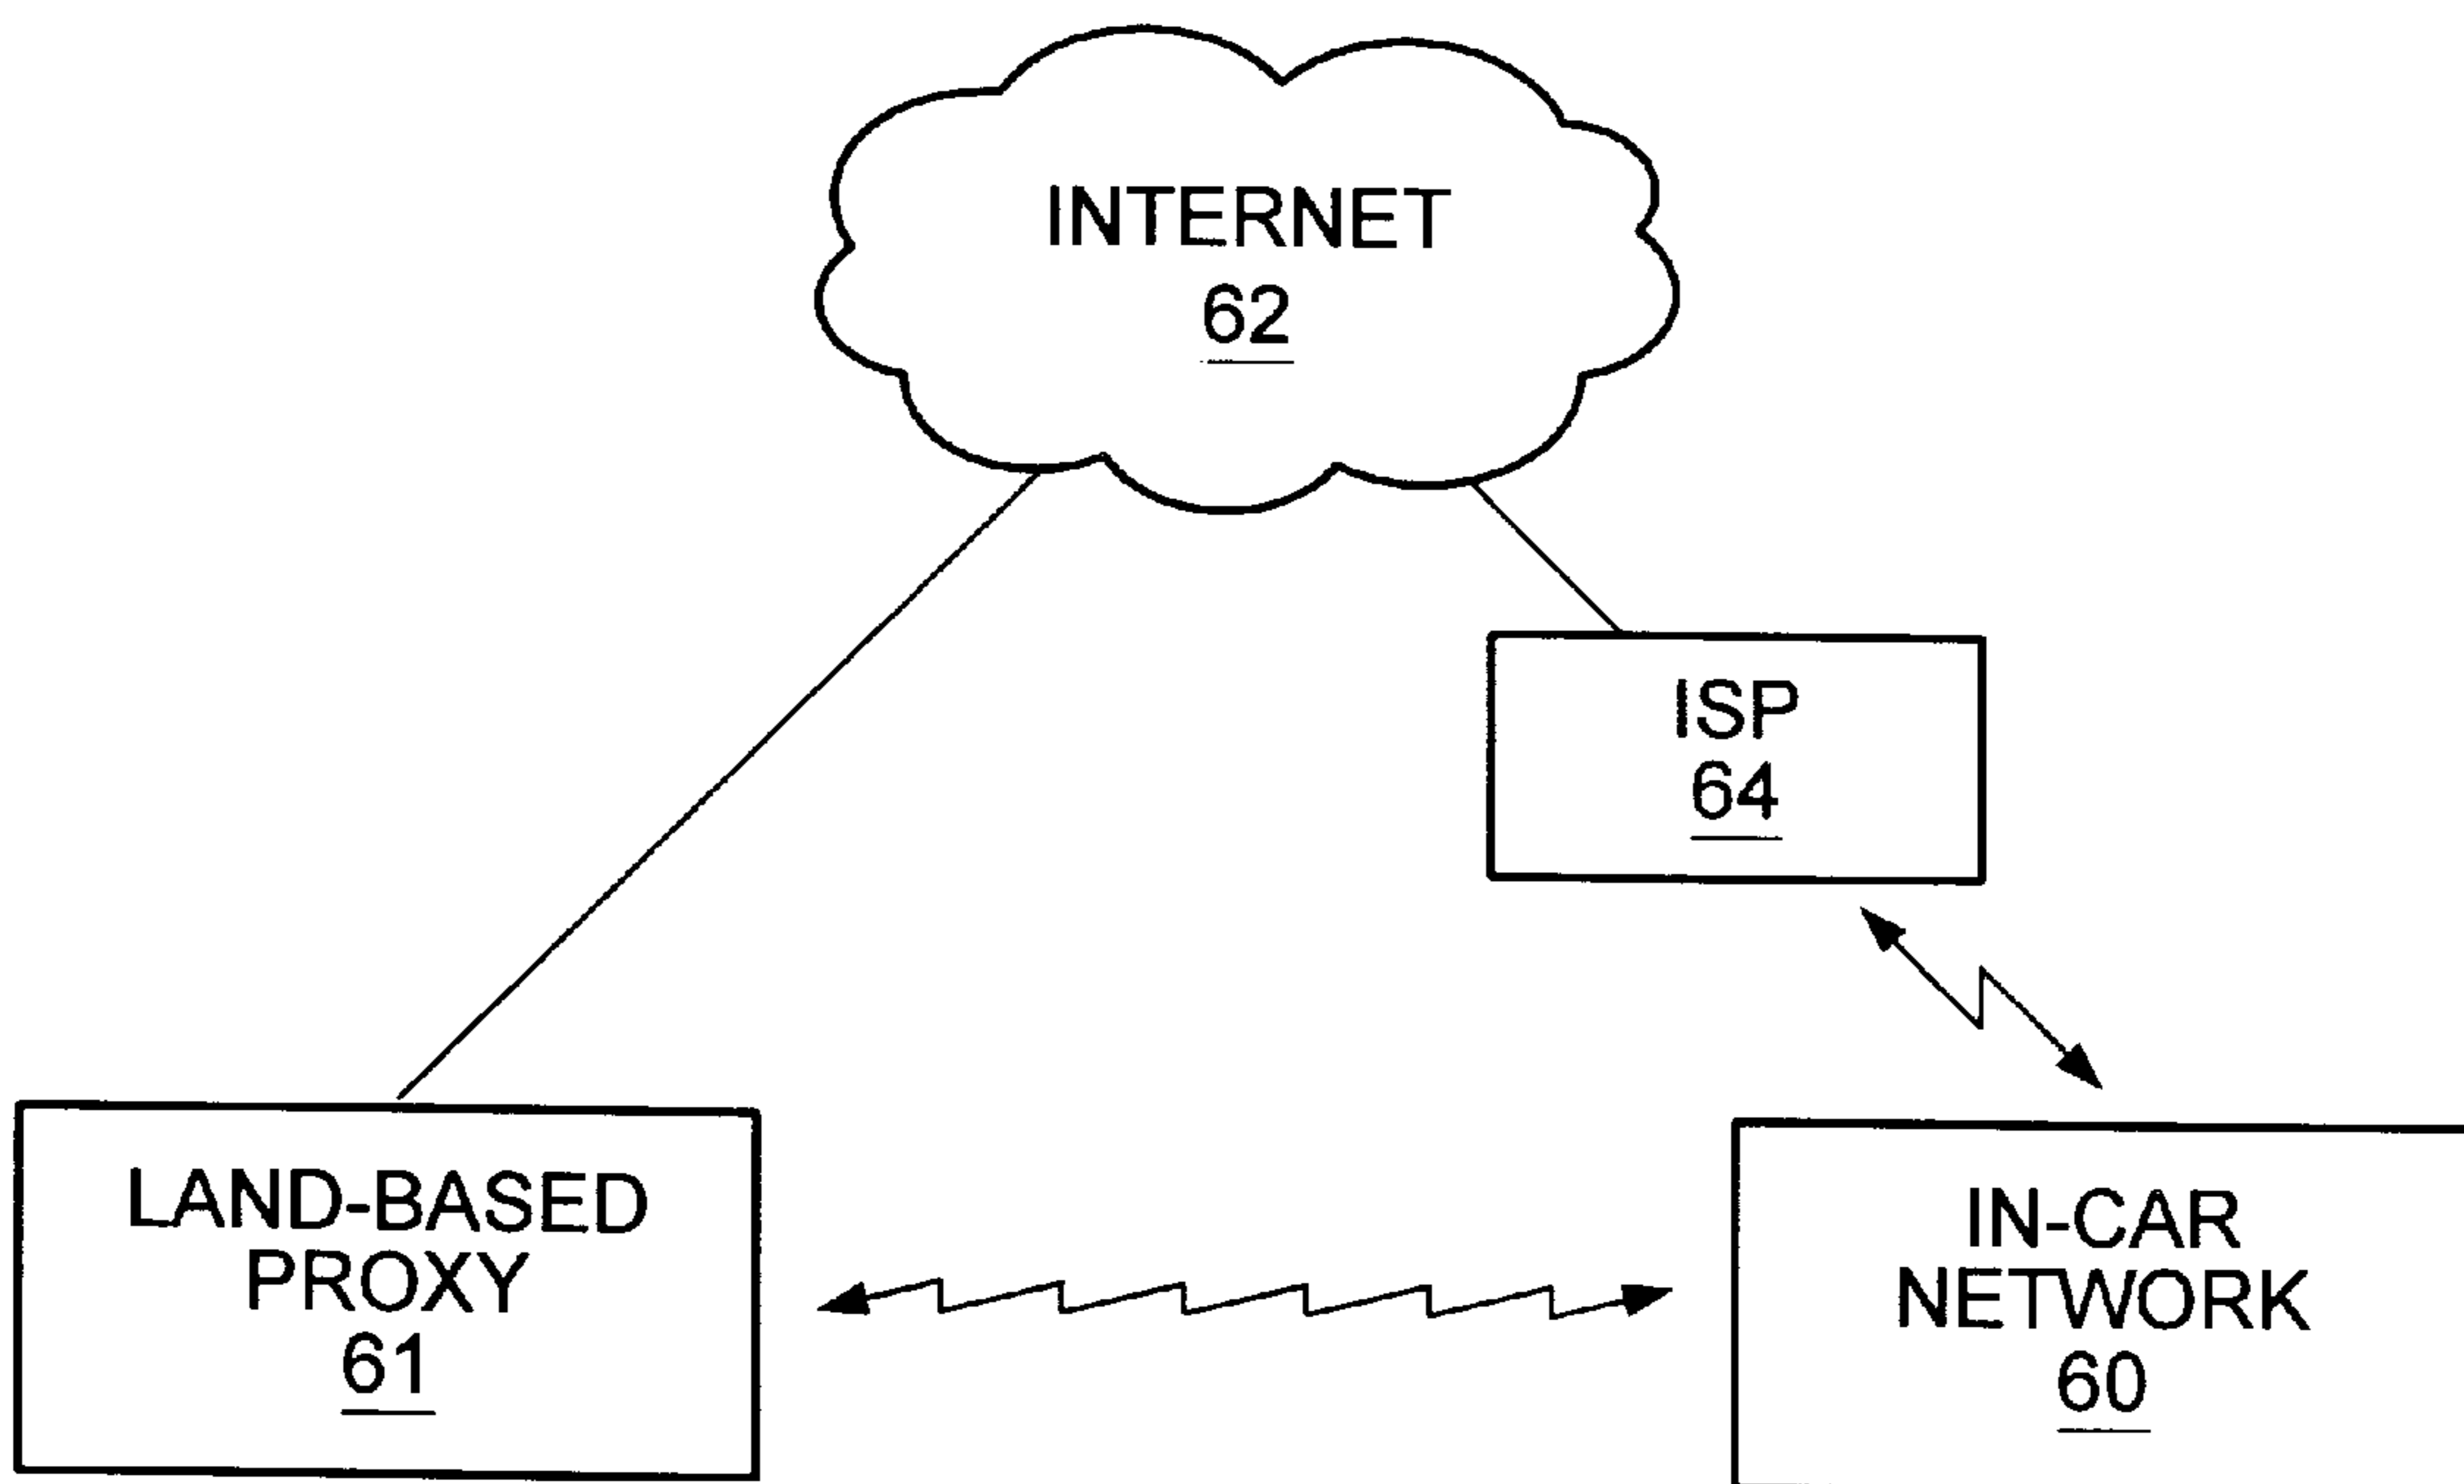 INTERNET
62
ISP
64
LAND-BASED
PROXY
61
IN-CAR
NETWORK
60